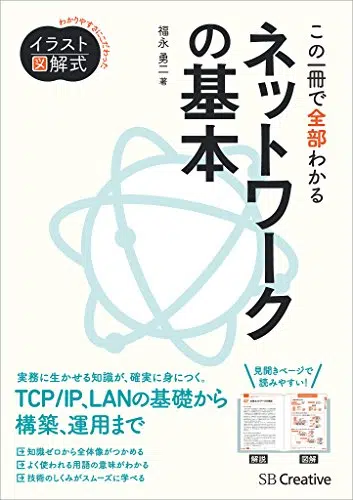 わかりやすさにこだわった
イラスト
図解式
この一冊で全部わかる
ネットワーク
の基本
福永勇二 著
実務に生かせる知識が、確実に身につく。
TCP/IP、LANの基礎から
構築、運用まで
知識ゼロから全体像がつかめる
よく使われる用語の意味がわかる
技術のしくみがスムーズに学べる
見開きページで
読みやすい!
解説
図解
SB Creative